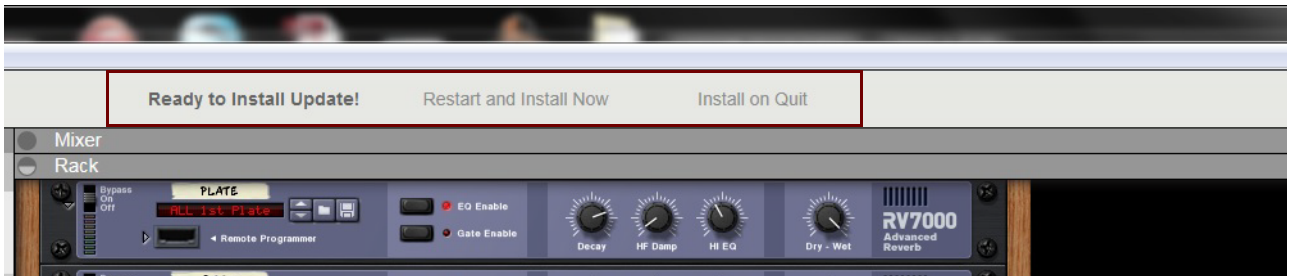 Ready to Install Update! Restart and Install Now Install on Quit
Mixer
Rack
Bypass
On
Off
PLATE
ALL 1st Plate
Remote Programmer
EQ Enable
Gate Enable
Decay HF Damp HI EQ Dry - Wet
RV7000
Advanced
Reverb